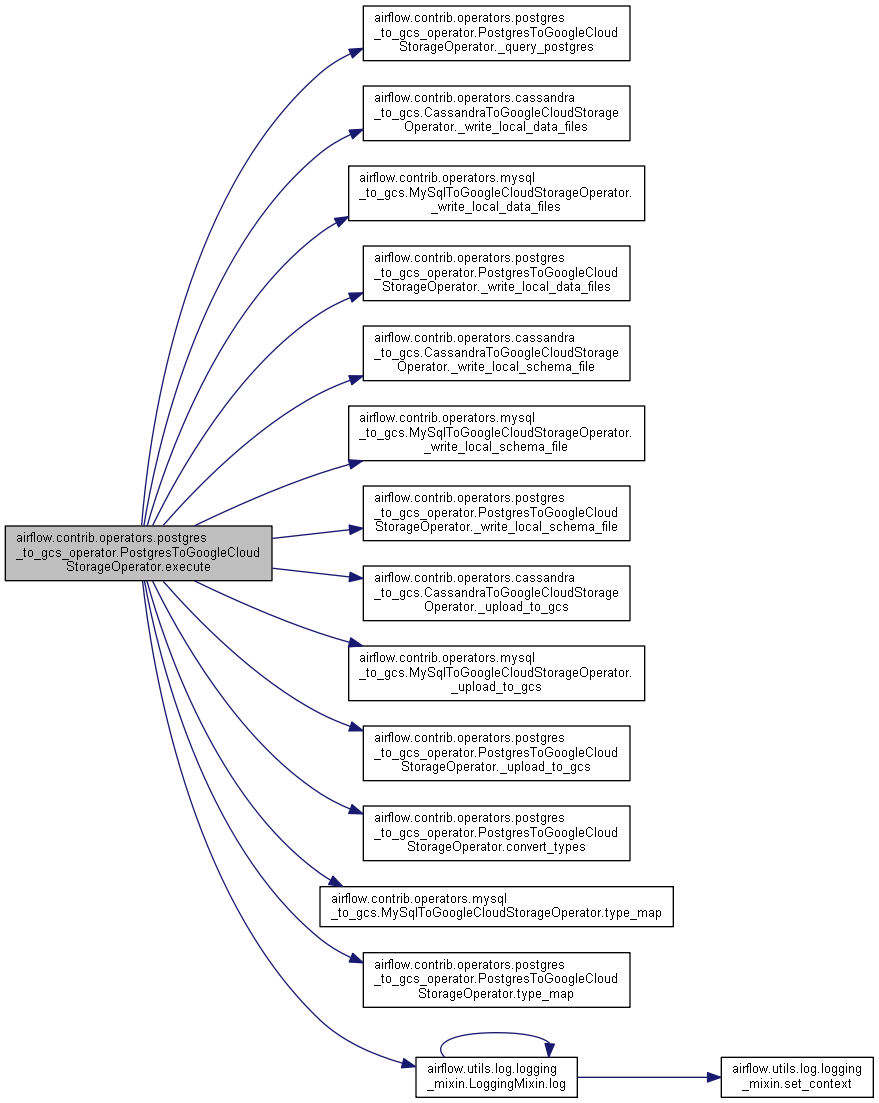 airflow.contrib.operators.postgres
_to_gcs_operator.PostgresToGoogleCloud
StorageOperator._query_postgres
airflow.contrib.operators.cassandra
_to_gcs.CassandraToGoogleCloudStorage
Operator._write_local_data_files
airflow.contrib.operators.mysql
_to_gcs.MySqlToGoogleCloudStorageOperator.
_write_local_data_files
airflow.contrib.operators.postgres
_to_gcs_operator.PostgresToGoogleCloud
StorageOperator._write_local_data_files
airflow.contrib.operators.cassandra
_to_gcs.CassandraToGoogleCloudStorage
Operator._write_local_schema_file
airflow.contrib.operators.mysql
_to_gcs.MySqlToGoogleCloudStorageOperator.
_write_local_schema_file
airflow.contrib.operators.postgres
_to_gcs_operator.PostgresToGoogleCloud
StorageOperator._write_local_schema_file
airflow.contrib.operators.postgres
_to_gcs_operator.PostgresToGoogleCloud
StorageOperator.execute
airflow.contrib.operators.cassandra
_to_gcs.CassandraToGoogleCloudStorage
Operator._upload_to_gcs
airflow.contrib.operators.mysql
_to_gcs.MySqlToGoogleCloudStorageOperator.
_upload_to_gcs
airflow.contrib.operators.postgres
_to_gcs_operator.PostgresToGoogleCloud
StorageOperator._upload_to_gcs
airflow.contrib.operators.postgres
_to_gcs_operator.PostgresToGoogleCloud
StorageOperator.convert_types
airflow.contrib.operators.mysql
_to_gcs.MySqlToGoogleCloudStorageOperator.type_map
airflow.contrib.operators.postgres
_to_gcs_operator.PostgresToGoogleCloud
StorageOperator.type_map
airflow.utils.log.logging
_mixin.LoggingMixin.log
airflow.utils.log.logging
_mixin.set_context